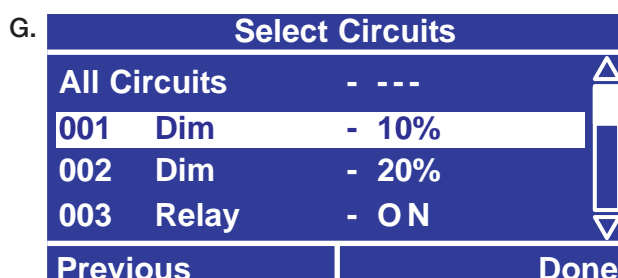 G. Select Circuits
All Circuits - ---
001 Dim - 10%
002 Dim - 20%
003 Relay - ON
Previous Done